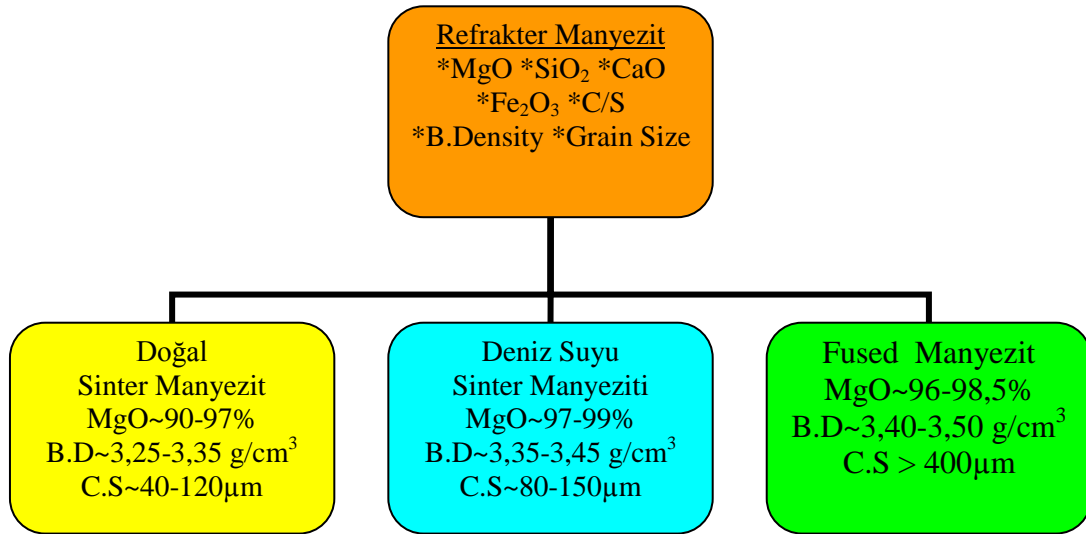 Refrakter Manyezit
*MgO *SiO₂ *CaO
*Fe₂O₃ *C/S
*B.Density *Grain Size
Doğal
Sinter Manyezit
MgO~90-97%
B.D~3,25-3,35 g/cm³
C.S~40-120µm
Deniz Suyu
Sinter Manyeziti
MgO~97-99%
B.D~3,35-3,45 g/cm³
C.S~80-150µm
Fused Manyezit
MgO~96-98,5%
B.D~3,40-3,50 g/cm³
C.S > 400µm